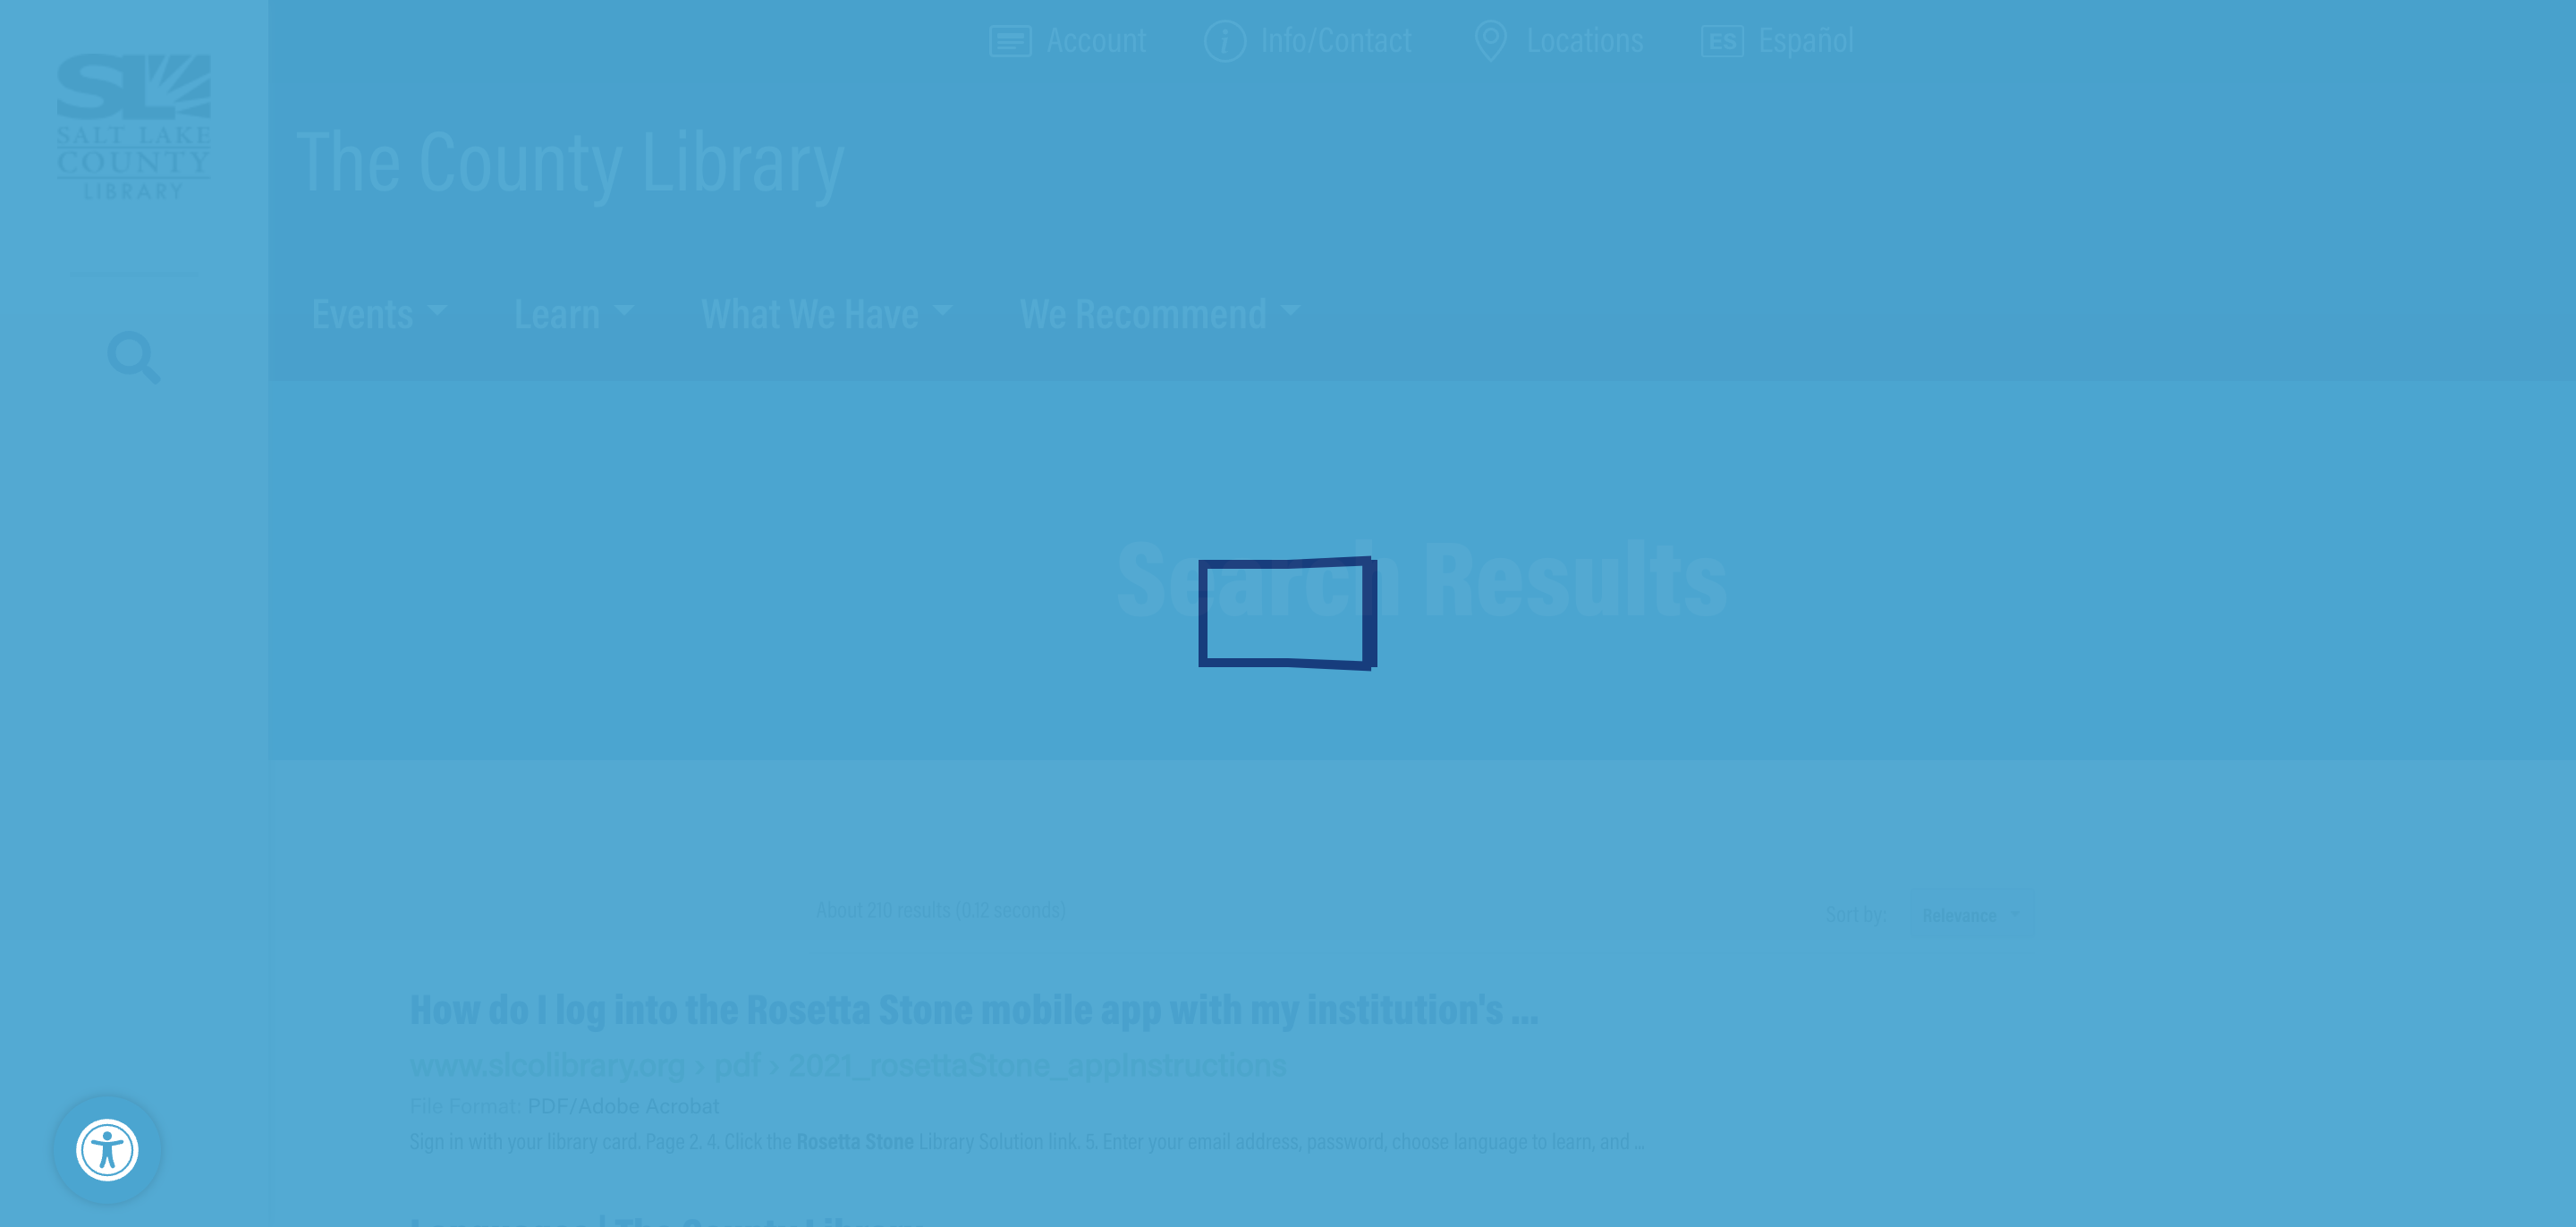 Account Info/Contact Locations ES Español
SL
SALT LAKE
COUNTY
LIBRARY
The County Library
Events Learn What We Have We Recommend
Search Results
About 210 results (0.12 seconds)
Sort by: Relevance
How do I log into the Rosetta Stone mobile app with my institution's ...
www.slcolibrary.org › pdf › 2021_rosettaStone_appInstructions
File Format: PDF/Adobe Acrobat
Sign in with your library card. Page 2. 4. Click the Rosetta Stone Library Solution link. 5. Enter your email address, password, choose language to learn, and ...
Languages | The County Library